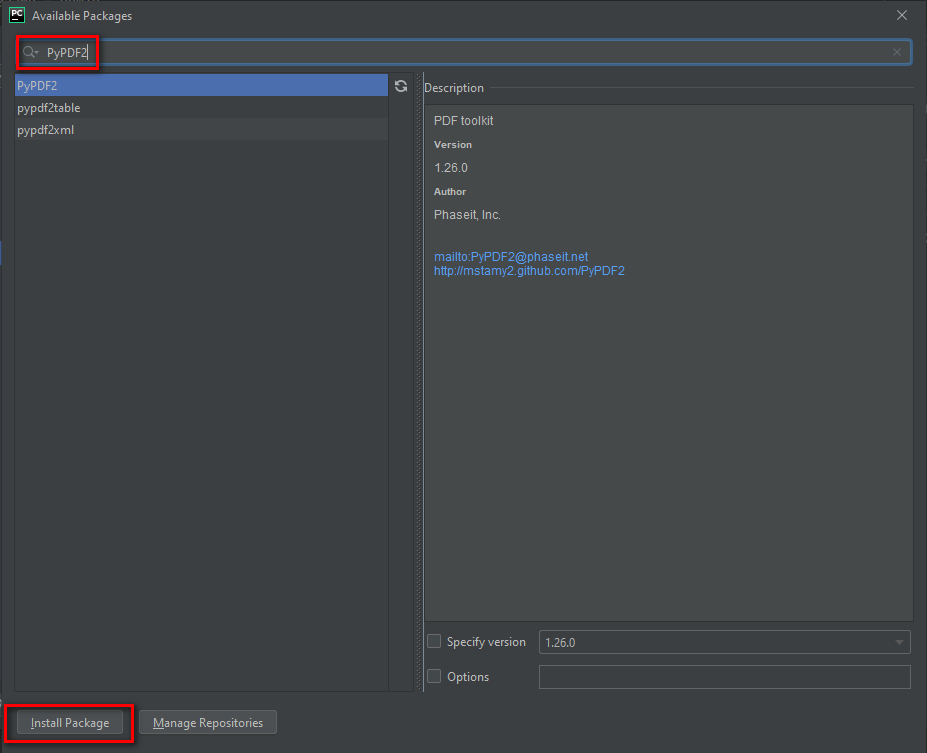 PC
Available Packages
PyPDF2
PyPDF2
pypdf2table
pypdf2xml
Description
PDF toolkit
Version
1.26.0
Author
Phaseit, Inc.
mailto:PyPDF2@phaseit.net
http://mstamy2.github.com/PyPDF2
Specify version
1.26.0
Options
Install Package
Manage Repositories